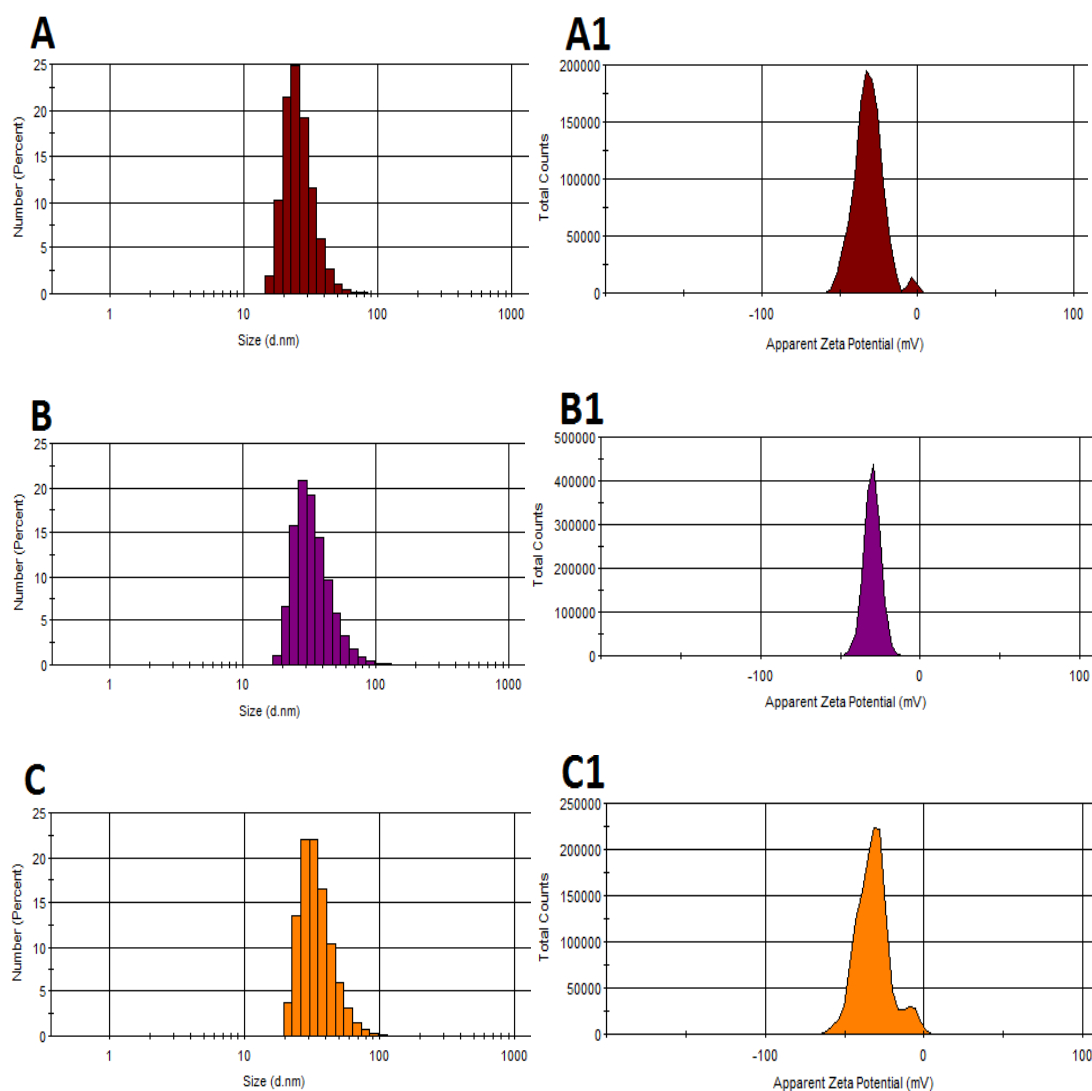 A
25
20
15
10
5
0
Number (Percent)
1 10 100 1000
Size (d.nm)
A1
200000
150000
100000
50000
0
Total Counts
-100 0 100
Apparent Zeta Potential (mV)
B
25
20
15
10
5
0
Number (Percent)
1 10 100 1000
Size (d.nm)
B1
500000
400000
300000
200000
100000
0
Total Counts
-100 0 100
Apparent Zeta Potential (mV)
C
25
20
15
10
5
0
Number (Percent)
1 10 100 1000
Size (d.nm)
C1
250000
200000
150000
100000
50000
0
Total Counts
-100 0 100
Apparent Zeta Potential (mV)